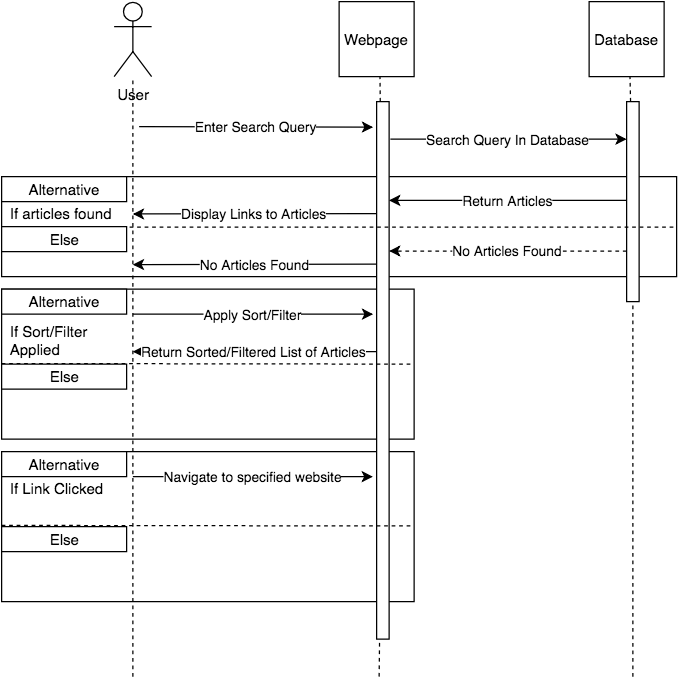 Webpage
Database
User
Enter Search Query
Search Query In Database
Alternative
Return Articles
If articles found
Display Links to Articles
Else
No Articles Found
No Articles Found
Alternative
Apply Sort/Filter
If Sort/Filter
Applied
Return Sorted/Filtered List of Articles
Else
Alternative
Navigate to specified website
If Link Clicked
Else